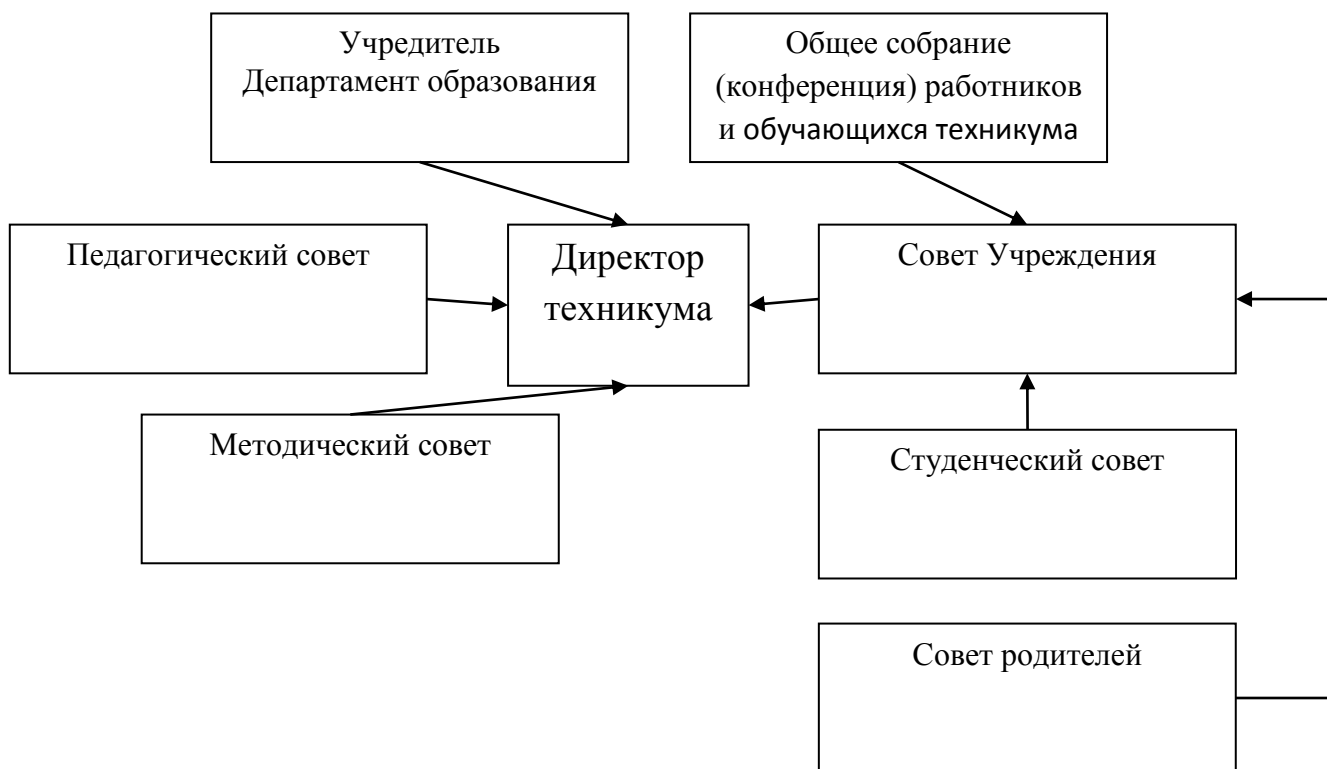 Учредитель
Департамент образования
Общее собрание
(конференция) работников
и обучающихся техникума
Педагогический совет
Директор
техникума
Совет Учреждения
Методический совет
Студенческий совет
Совет родителей